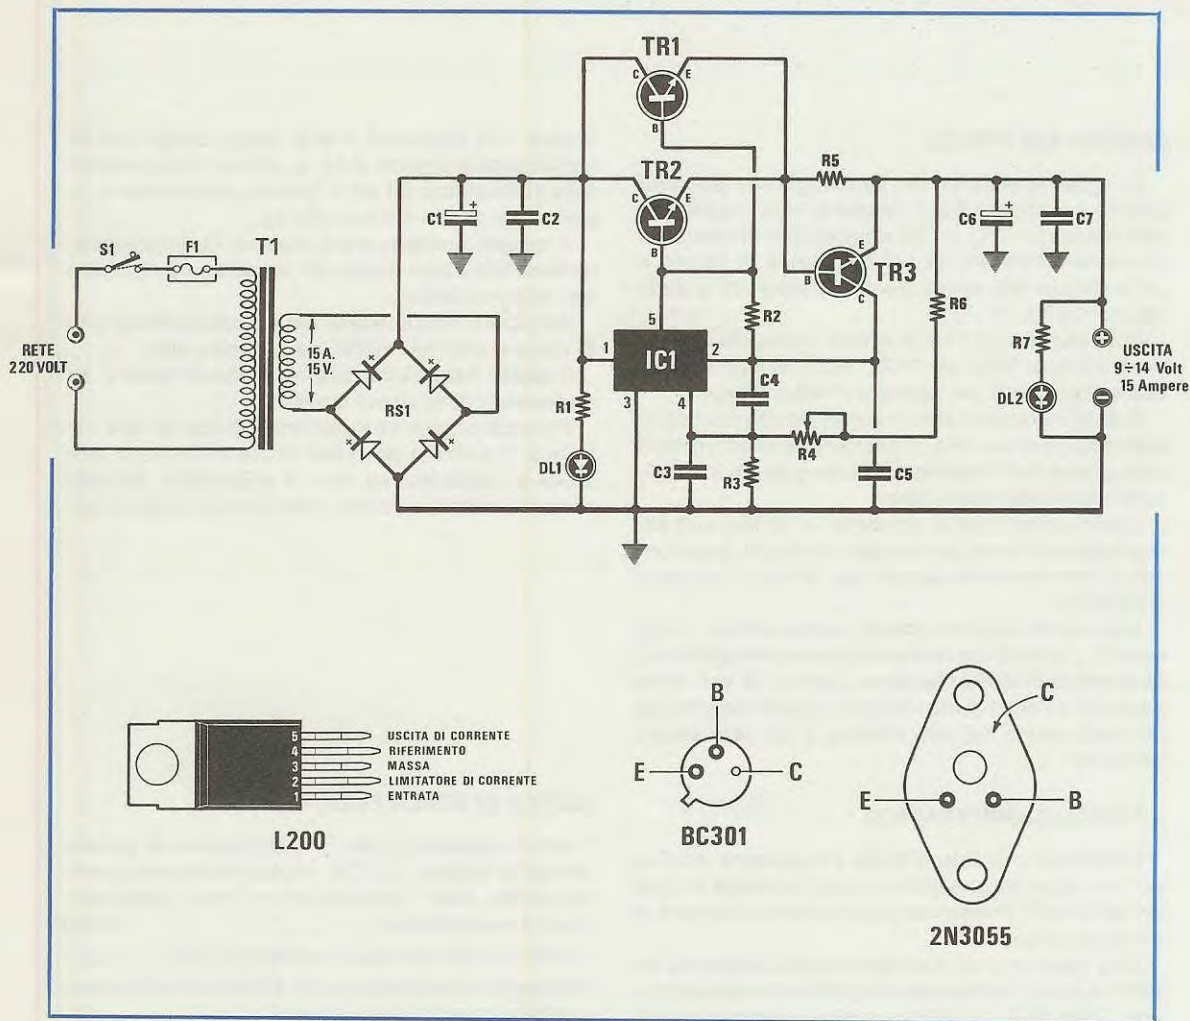 TR1
C
E
B
TR2
C
E
B
R5
C1
+
C2
C6
+
C7
S1
F1
T1
E
B
TR3
C
R2
R6
RETE
220 VOLT
15 A.
15 V.
RS1
R1
1
5
IC1
2
3
4
C4
R7
USCITA
9÷14 Volt
15 Ampere
DL2
DL1
C3
R3
R4
C5
5 USCITA DI CORRENTE
4 RIFERIMENTO
3 MASSA
2 LIMITATORE DI CORRENTE
1 ENTRATA
L200
B
E
C
BC301
C
E
B
2N3055